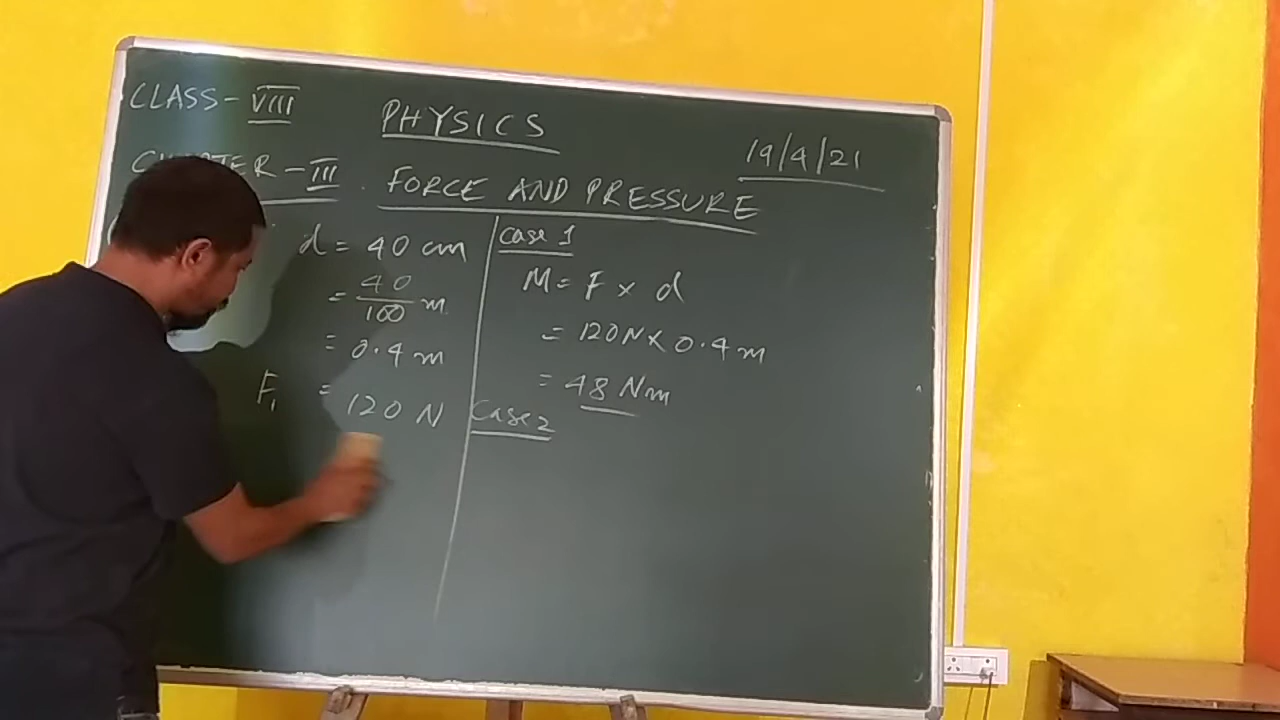 CLASS - VIII
PHYSICS
19/4/21
- III
FORCE AND PRESSURE
d = 40 cm
= 40/100 m
= 0.4 m
F1 = 120 N
Case 1
M = F × d
= 120 N × 0.4 m
= 48 Nm
Case 2